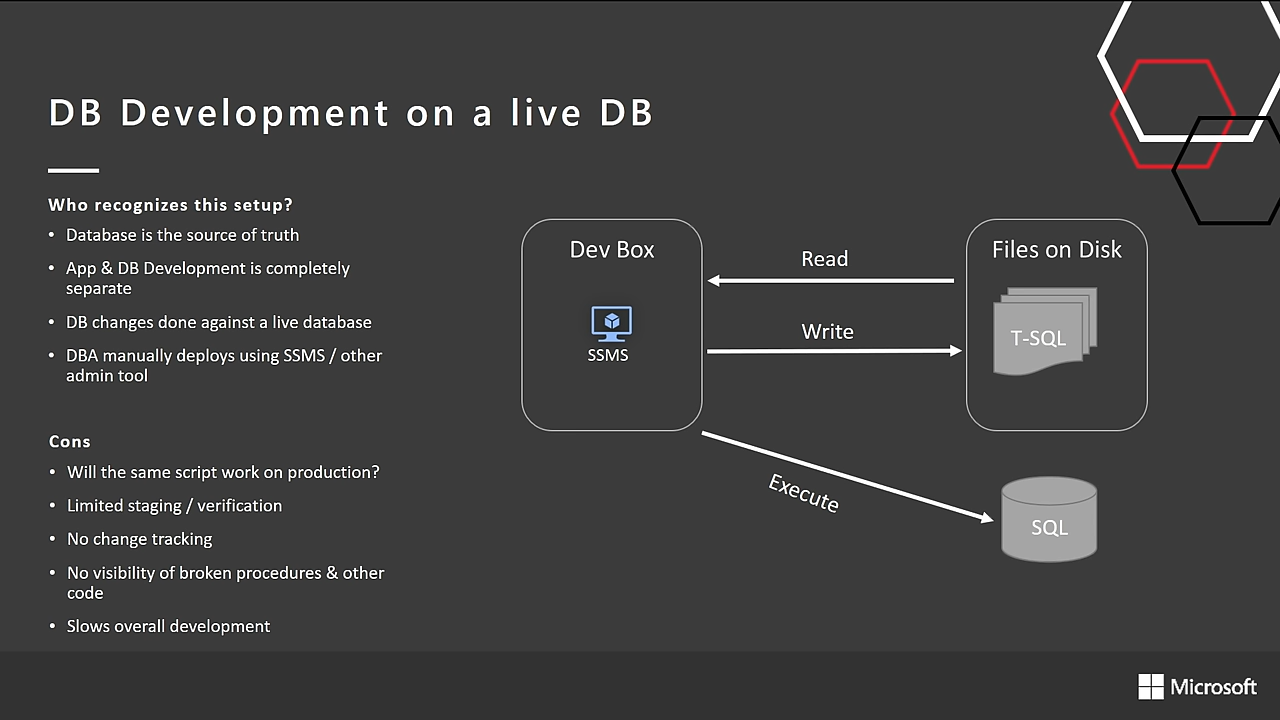 DB Development on a live DB
Who recognizes this setup?
• Database is the source of truth
• App & DB Development is completely
separate
• DB changes done against a live database
• DBA manually deploys using SSMS / other
admin tool
Cons
• Will the same script work on production?
• Limited staging / verification
• No change tracking
• No visibility of broken procedures & other
code
• Slows overall development
Dev Box
SSMS
Read
Write
Execute
Files on Disk
T-SQL
SQL
Microsoft